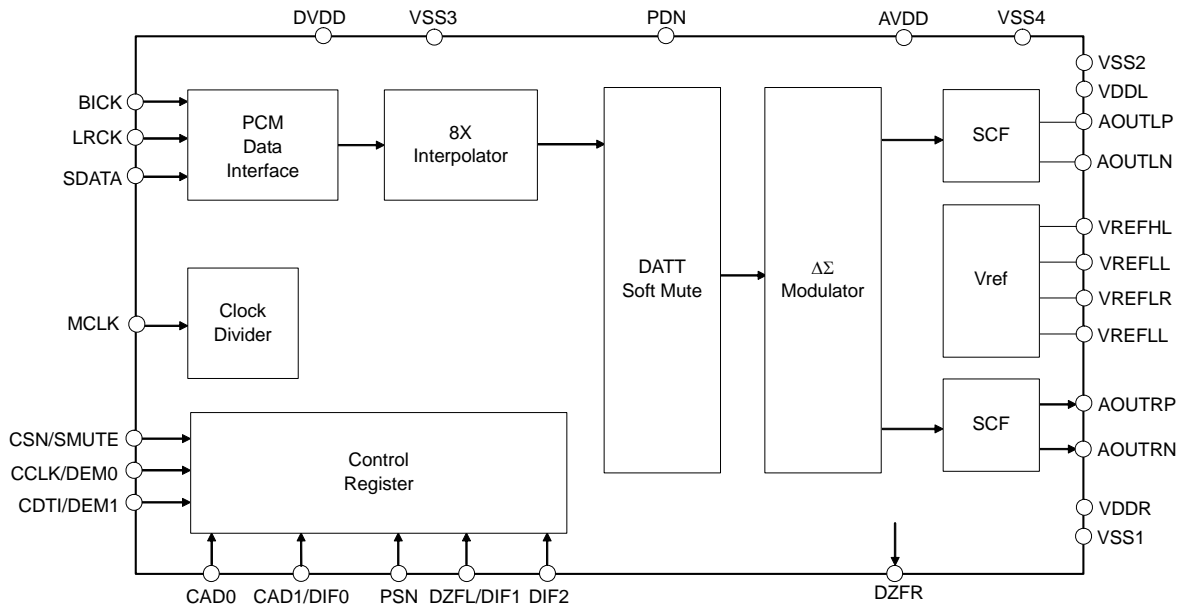 DVDD
VSS3
PDN
AVDD
VSS4
VSS2
VDDL
BICK
LRCK
SDATA
PCM
Data
Interface
8X
Interpolator
SCF
AOUTLP
AOUTLN
DATT
Soft Mute
ΔΣ
Modulator
Vref
VREFHL
VREFLL
VREFLR
VREFLL
MCLK
Clock
Divider
CSN/SMUTE
CCLK/DEM0
CDTI/DEM1
Control
Register
SCF
AOUTRP
AOUTRN
VDDR
VSS1
CAD0
CAD1/DIF0
PSN
DZFL/DIF1
DIF2
DZFR